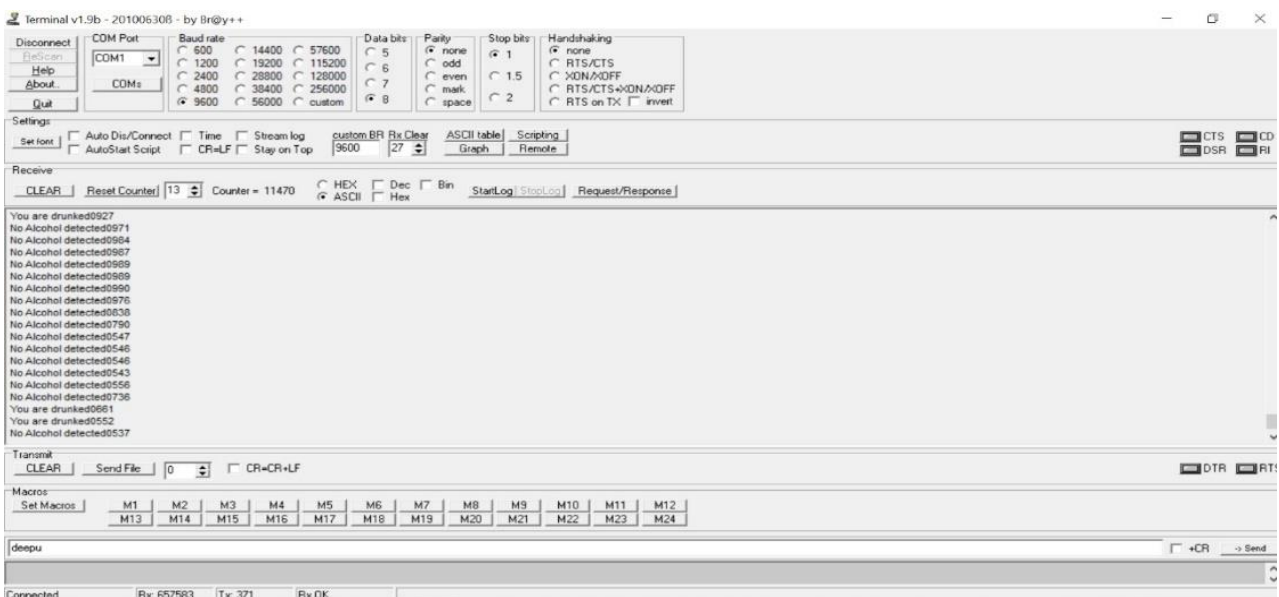 Terminal v1.9b - 20100630ß - by Br@y++
Disconnect
ReScan
Help
About..
Quit
COM Port
COM1
COMs
Baud rate
600 14400 57600
1200 19200 115200
2400 28800 128000
4800 38400 256000
9600 56000 custom
Data bits
5
6
7
8
Parity
none
odd
even
mark
space
Stop bits
1
1.5
2
Handshaking
none
RTS/CTS
XON/XOFF
RTS/CTS+XON/XOFF
RTS on TX invert
Settings
Set font
Auto Dis/Connect Time Stream log
AutoStart Script CR=LF Stay on Top
custom BR Rx Clear
9600 27
ASCII table Scripting
Graph Remote
CTS CD
DSR RI
Receive
CLEAR Reset Counter 13 Counter = 11470
HEX Dec Bin
ASCII Hex
StartLog StopLog Request/Response
You are drunked0927
No Alcohol detected0971
No Alcohol detected0984
No Alcohol detected0987
No Alcohol detected0989
No Alcohol detected0989
No Alcohol detected0990
No Alcohol detected0976
No Alcohol detected0838
No Alcohol detected0790
No Alcohol detected0547
No Alcohol detected0546
No Alcohol detected0546
No Alcohol detected0543
No Alcohol detected0556
No Alcohol detected0736
You are drunked0661
You are drunked0552
No Alcohol detected0537
Transmit
CLEAR Send File 0 CR=CR+LF
DTR RTS
Macros
Set Macros
M1 M2 M3 M4 M5 M6 M7 M8 M9 M10 M11 M12
M13 M14 M15 M16 M17 M18 M19 M20 M21 M22 M23 M24
deepu
+CR -> Send
Connected Rx: 657583 Tx: 371 Rx OK